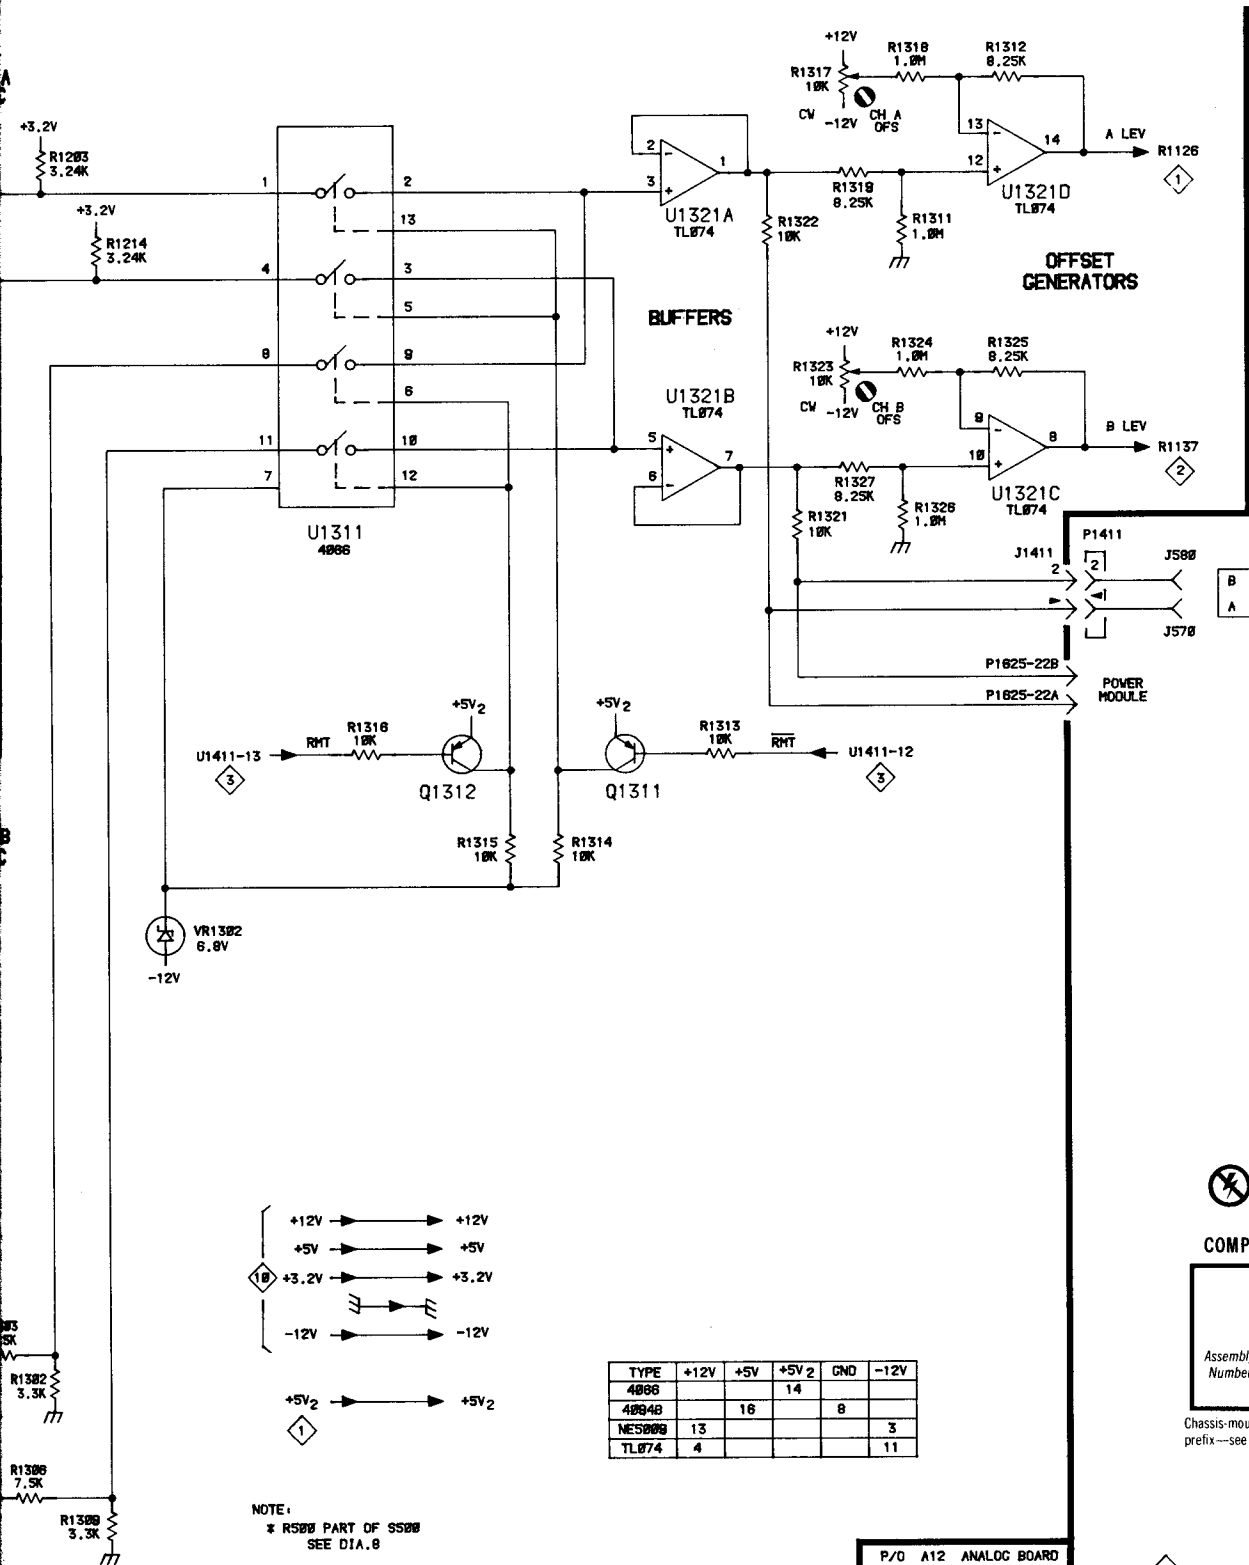 +12V
R1318
1.0M
R1312
8.25K
R1317
10K
CW
-12V
CH A
OFS
A
+3.2V
R1203
3.24K
+3.2V
R1214
3.24K
1
2
13
4
3
5
8
9
6
11
10
7
12
U1311
4066
2
3
1
U1321A
TL074
13
12
14
U1321D
TL074
A LEV
R1126
1
R1319
8.25K
R1322
10K
R1311
1.0M
OFFSET
GENERATORS
BUFFERS
+12V
R1324
1.0M
R1325
8.25K
R1323
10K
CW
-12V
CH B
OFS
U1321B
TL074
5
6
7
9
10
8
U1321C
TL074
B LEV
R1137
2
R1327
8.25K
R1321
10K
R1326
1.0M
J1411
P1411
2
2
J580
J570
B
A
P1625-22B
P1625-22A
POWER
MODULE
U1411-13
3
RMT
R1316
10K
+5V2
Q1312
+5V2
Q1311
R1313
10K
RMT
U1411-12
3
R1315
10K
R1314
10K
B
VR1302
6.8V
-12V
+12V
+12V
+5V
+5V
10
+3.2V
+3.2V
-12V
-12V
+5V2
+5V2
1
R1302
3.3K
R1306
7.5K
R1309
3.3K
TYPE +12V +5V +5V2 GND -12V
4066 14
4094B 16 8
NE5009 13 3
TL074 4 11
NOTE:
* R500 PART OF S500
SEE DIA.8
COMP
Assembly
Number
Chassis-mou
prefix—see
P/O A12 ANALOG BOARD